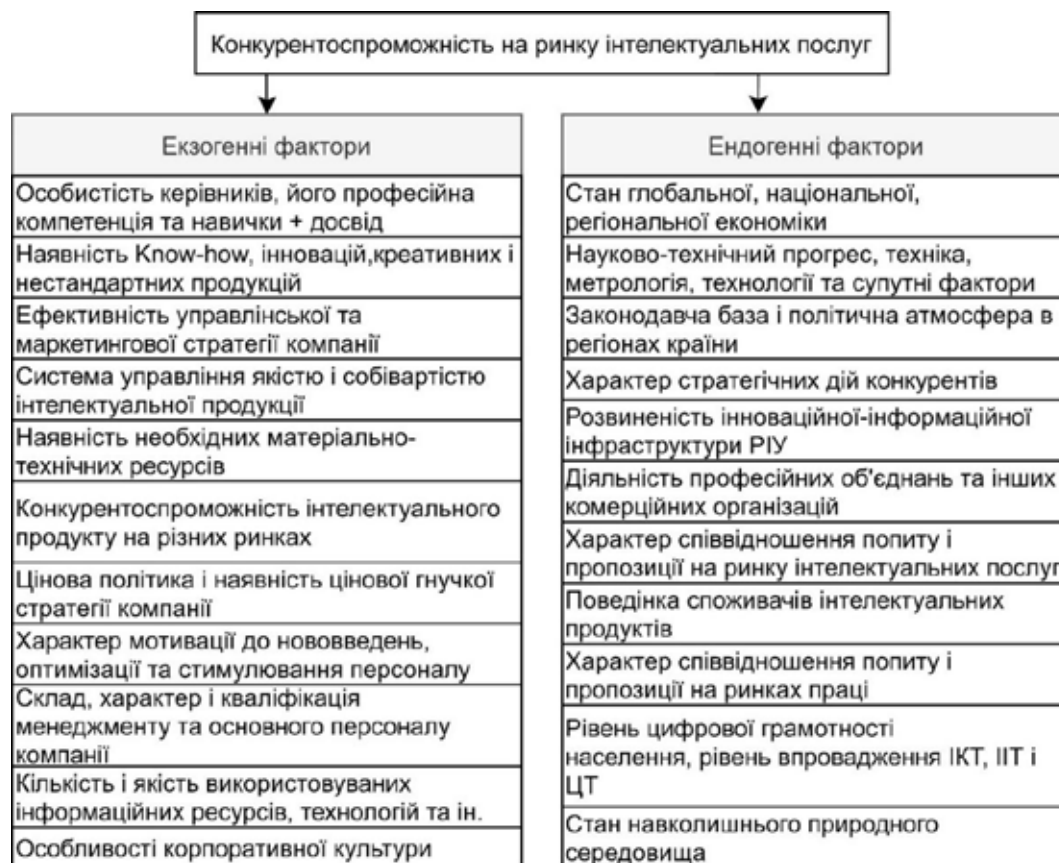 Конкурентоспроможність на ринку інтелектуальних послуг
Екзогенні фактори
Особистість керівників, його професійна
компетенція та навички + досвід
Наявність Know-how, інновацій,креативних і
нестандартних продукцій
Ефективність управлінської та
маркетингової стратегії компанії
Система управління якістю і собівартістю
інтелектуальної продукції
Наявність необхідних матеріально-
технічних ресурсів
Конкурентоспроможність інтелектуального
продукту на різних ринках
Цінова політика і наявність цінової гнучкої
стратегії компанії
Характер мотивації до нововведень,
оптимізації та стимулювання персоналу
Склад, характер і кваліфікація
менеджменту та основного персоналу
компанії
Кількість і якість використовуваних
інформаційних ресурсів, технологій та ін.
Особливості корпоративної культури
Ендогенні фактори
Стан глобальної, національної,
регіональної економіки
Науково-технічний прогрес, техніка,
метрологія, технології та супутні фактори
Законодавча база і політична атмосфера в
регіонах країни
Характер стратегічних дій конкурентів
Розвиненість інноваційної-інформаційної
інфраструктури РІУ
Діяльність професійних об'єднань та інших
комерційних організацій
Характер співвідношення попиту і
пропозиції на ринку інтелектуальних послуг
Поведінка споживачів інтелектуальних
продуктів
Характер співвідношення попиту і
пропозиції на ринках праці
Рівень цифрової грамотності
населення, рівень впровадження ІКТ, ІІТ і
ЦТ
Стан навколишнього природного
середовища